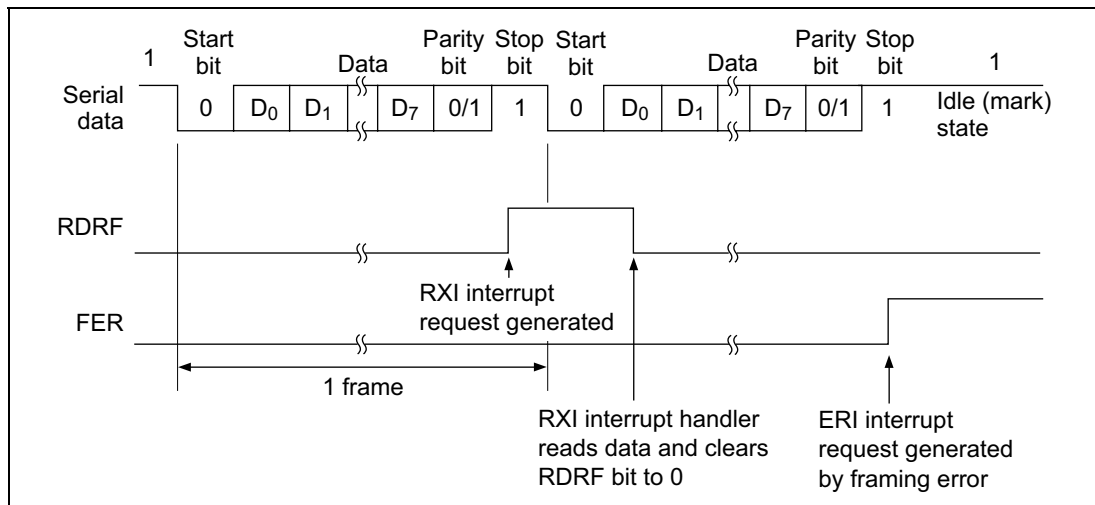 1 Start bit Data Parity bit Stop bit Start bit Data Parity bit Stop bit 1
Serial data 0 D₀ D₁ D₇ 0/1 1 0 D₀ D₁ D₇ 0/1 1 Idle (mark) state
RDRF
RXI interrupt
request generated
FER
1 frame
RXI interrupt handler
reads data and clears
RDRF bit to 0
ERI interrupt
request generated
by framing error